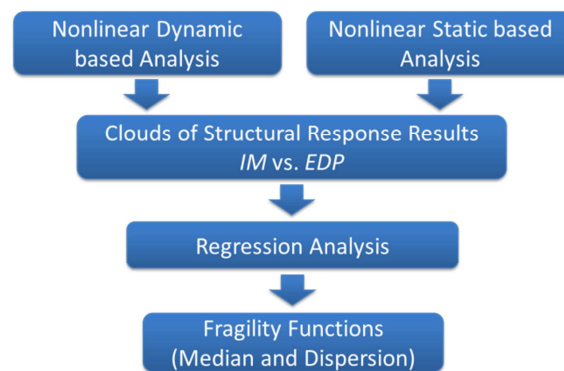 Nonlinear Dynamic
based Analysis
Nonlinear Static based
Analysis
Clouds of Structural Response Results
IM vs. EDP
Regression Analysis
Fragility Functions
(Median and Dispersion)